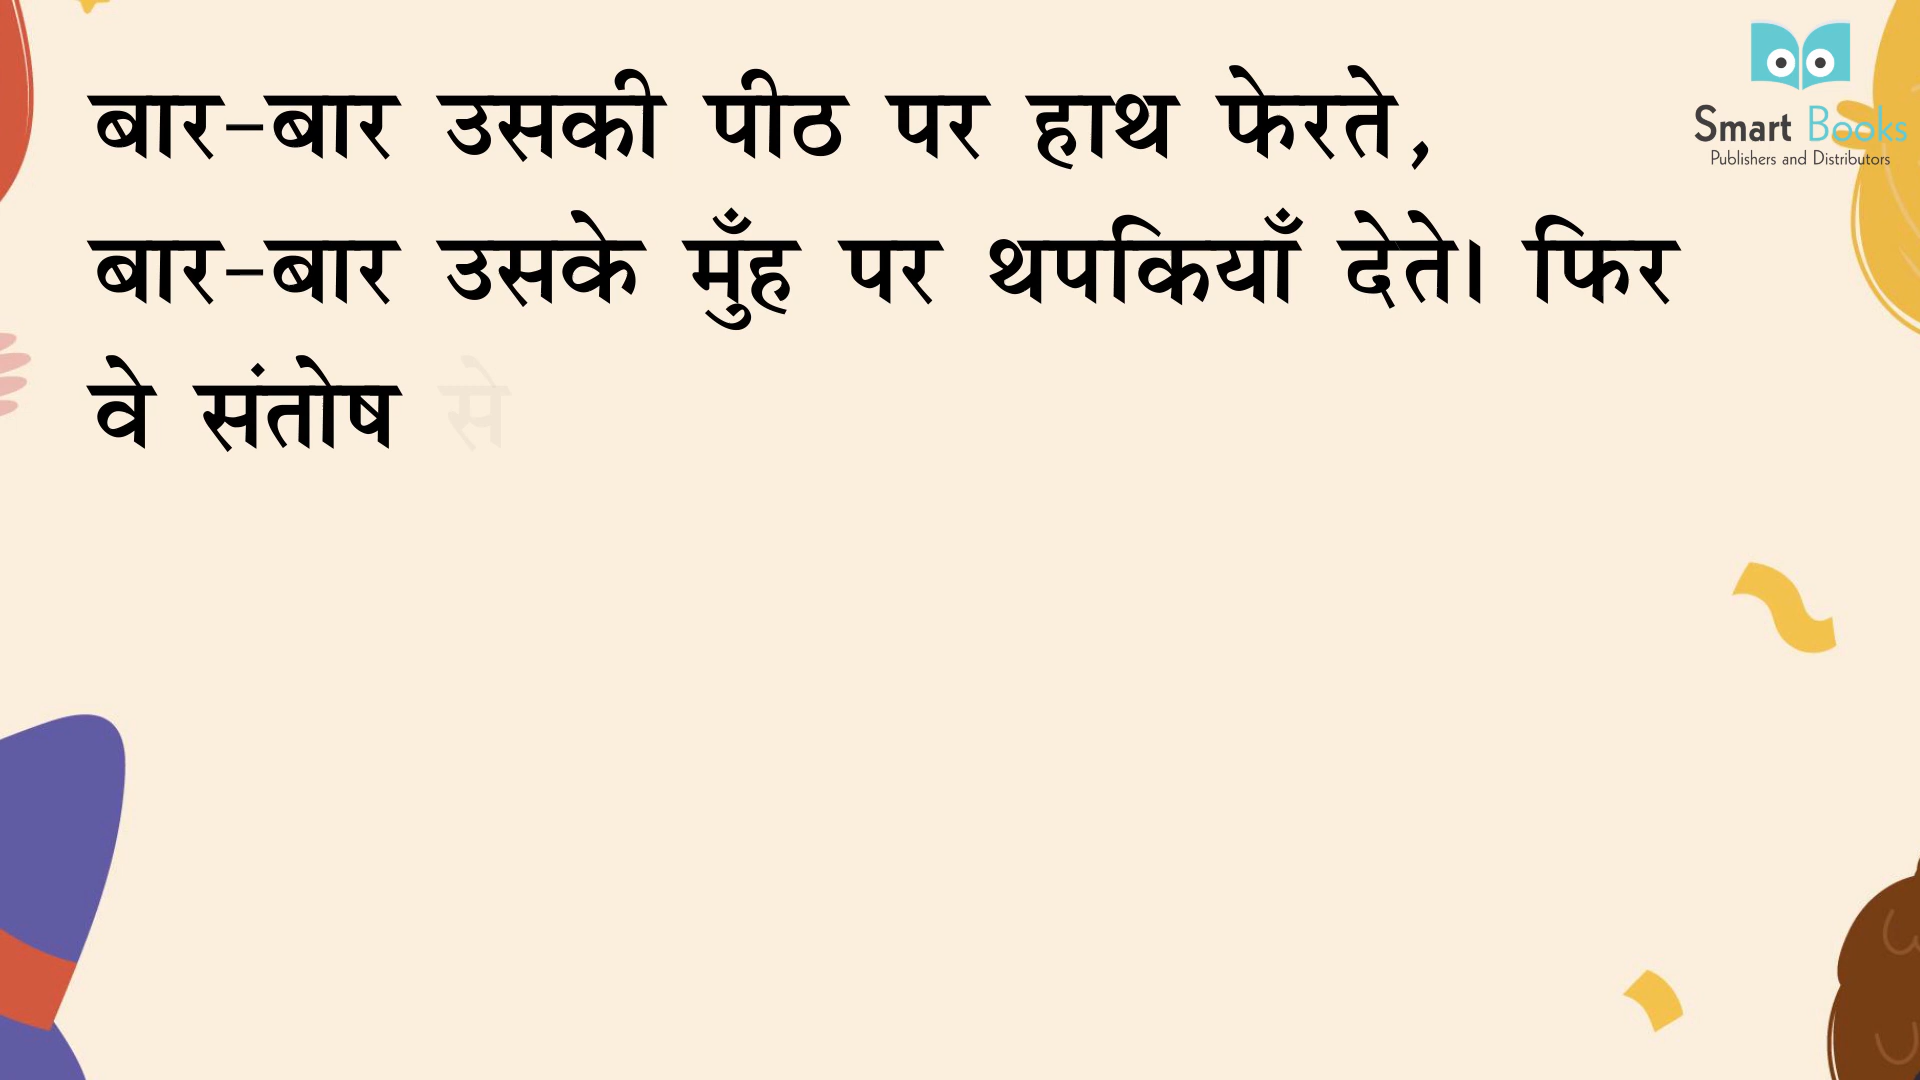 बार-बार उसकी पीठ पर हाथ फेरते,
बार-बार उसके मुँह पर थपकियाँ देते। फिर
वे संतोष से
Smart Books
Publishers and Distributors